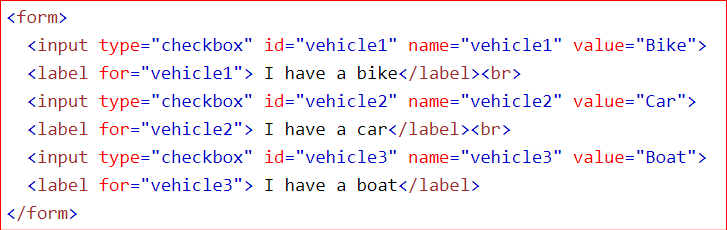 <form>
<input type="checkbox" id="vehicle1" name="vehicle1" value="Bike">
<label for="vehicle1"> I have a bike</label><br>
<input type="checkbox" id="vehicle2" name="vehicle2" value="Car">
<label for="vehicle2"> I have a car</label><br>
<input type="checkbox" id="vehicle3" name="vehicle3" value="Boat">
<label for="vehicle3"> I have a boat</label>
</form>